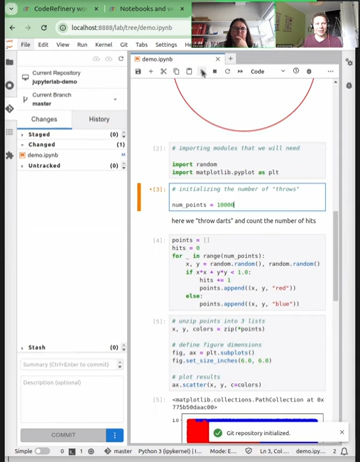 CodeRefinery w
jupyterlab and
localhost:8888/lab/tree/demo.ipynb
File Edit View Run Kernel Git Tabs Settings
Current Repository
jupyterlab-demo
Current Branch
master
Changes
History
Staged (0)
Changed (1)
demo.ipynb M
Untracked (0)
Stash (0)
Summary (Ctrl+Enter to commit)
Description (optional)
COMMIT
Simple
demo.ipynb
Code
[2]: # importing modules that we will need
import random
import matplotlib.pyplot as plt
[3]: # initializing the number of "throws"
num_points = 10000
here we "throw darts" and count the number of hits
[4]: points = []
hits = 0
for _ in range(num_points):
x, y = random.random(), random.random()
if x*x + y*y < 1.0:
hits += 1
points.append((x, y, "red"))
else:
points.append((x, y, "blue"))
[5]: # unzip points into 3 lists
x, y, colors = zip(*points)
# define figure dimensions
fig, ax = plt.subplots()
fig.set_size_inches(6.0, 6.0)
# plot results
ax.scatter(x, y, c=colors)
[5]: <matplotlib.collections.PathCollection at 0x
775b50daac00>
Git repository initialized.
master Python 3 (ipykernel) | Mode: E... Ln 3, Col ...